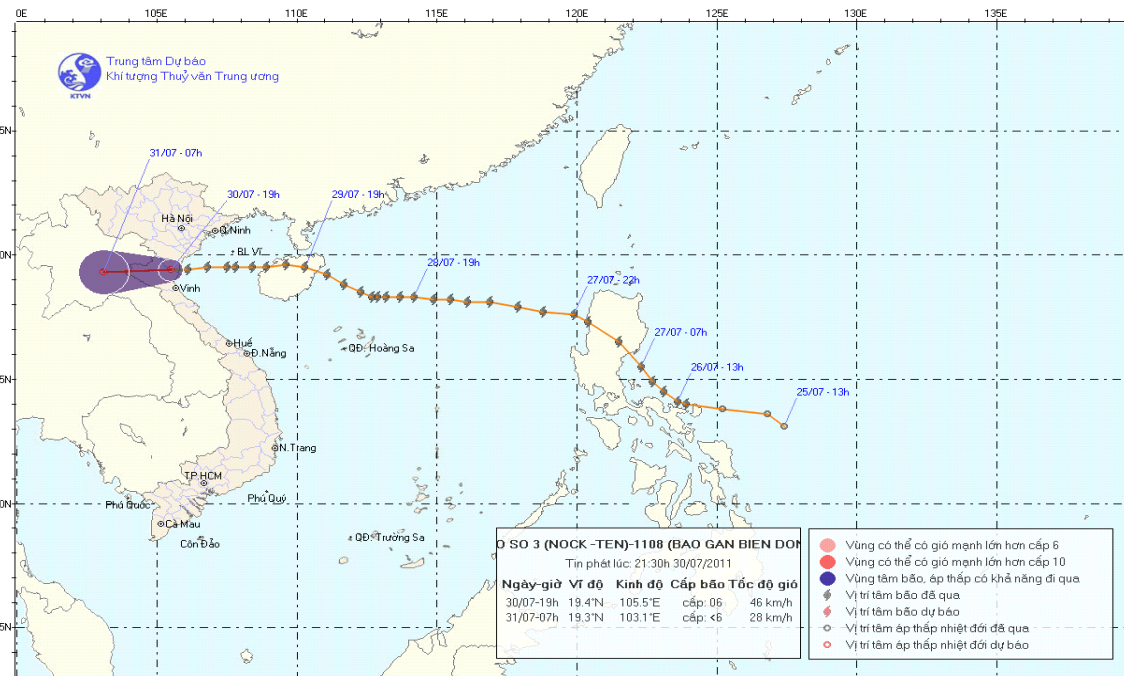 0E 105E 110E 115E 120E 125E 130E 135E
Trung tâm Dự báo
Khí tượng Thuỷ văn Trung ương
KTVN
5N
31/07 - 07h
30/07 - 19h
29/07 - 19h
Hà Nội
Q.Ninh
BL Vĩ
0N
28/07 - 19h
27/07 - 22h
Vinh
27/07 - 07h
Huế
QĐ: Hoàng Sa
Đ.Nẵng
26/07 - 13h
5N
25/07 - 13h
N.Trang
TP.HCM
Phú Quốc
Phú Quý
0N
Cà Mau
QĐ: Trường Sa
Côn Đảo
O SO 3 (NOCK -TEN)-1108 (BAO GAN BIEN DON
Tin phát lúc: 21:30h 30/07/2011
Ngày-giờ Vĩ độ Kinh độ Cấp bão Tốc độ gió
30/07-19h 19.4°N 105.5°E cấp: 06 46 km/h
31/07-07h 19.3°N 103.1°E cấp: <6 28 km/h
Vùng có thể có gió mạnh lớn hơn cấp 6
Vùng có thể có gió mạnh lớn hơn cấp 10
Vùng tâm bão, áp thấp có khả năng đi qua
Vị trí tâm bão đã qua
Vị trí tâm bão dự báo
Vị trí tâm áp thấp nhiệt đới đã qua
Vị trí tâm áp thấp nhiệt đới dự báo
5N